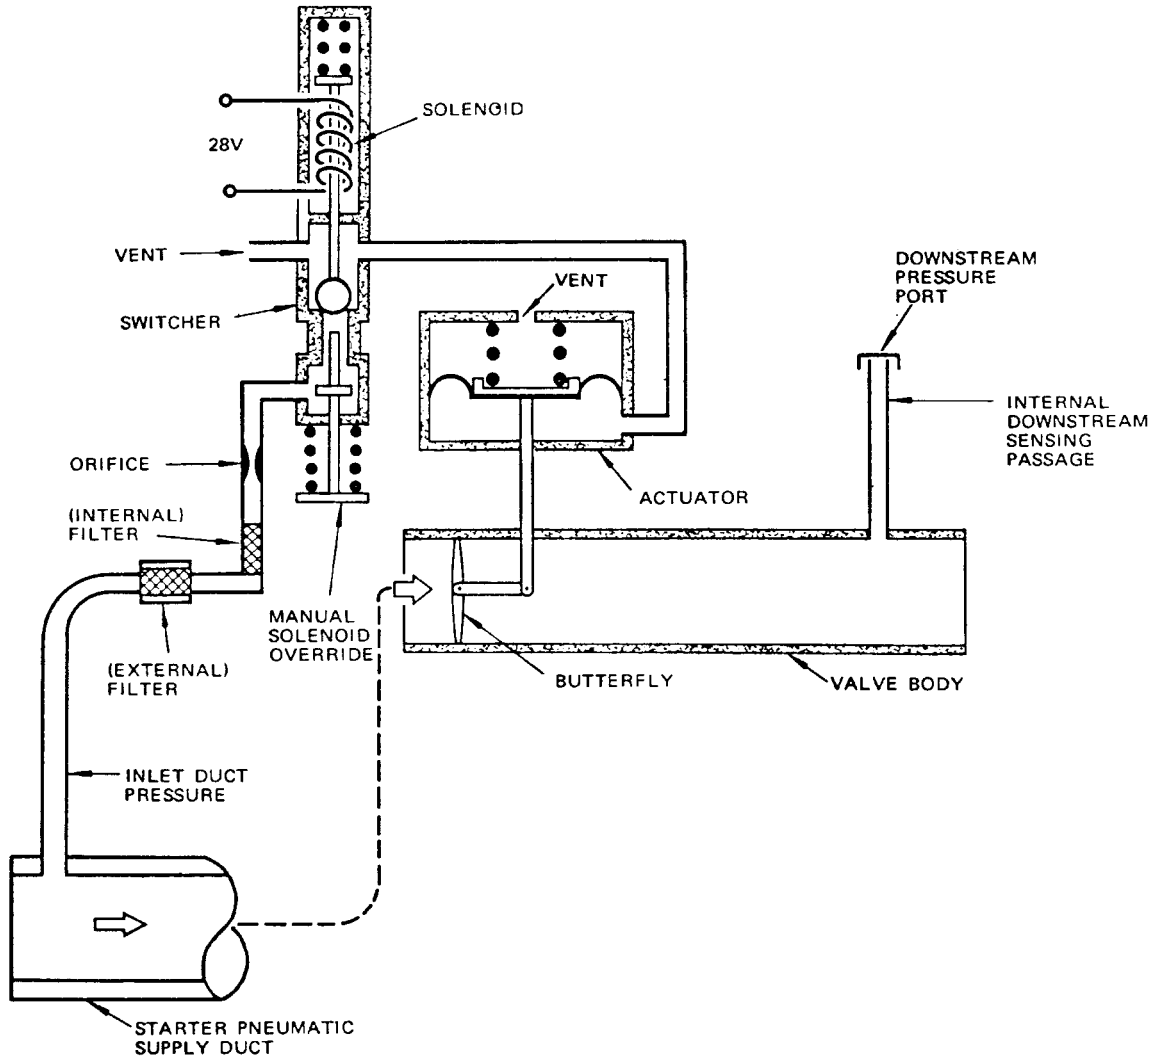 SOLENOID
28V
VENT
SWITCHER
VENT
DOWNSTREAM
PRESSURE
PORT
INTERNAL
DOWNSTREAM
SENSING
PASSAGE
ORIFICE
ACTUATOR
(INTERNAL)
FILTER
MANUAL
SOLENOID
OVERRIDE
(EXTERNAL)
FILTER
BUTTERFLY
VALVE BODY
INLET DUCT
PRESSURE
STARTER PNEUMATIC
SUPPLY DUCT